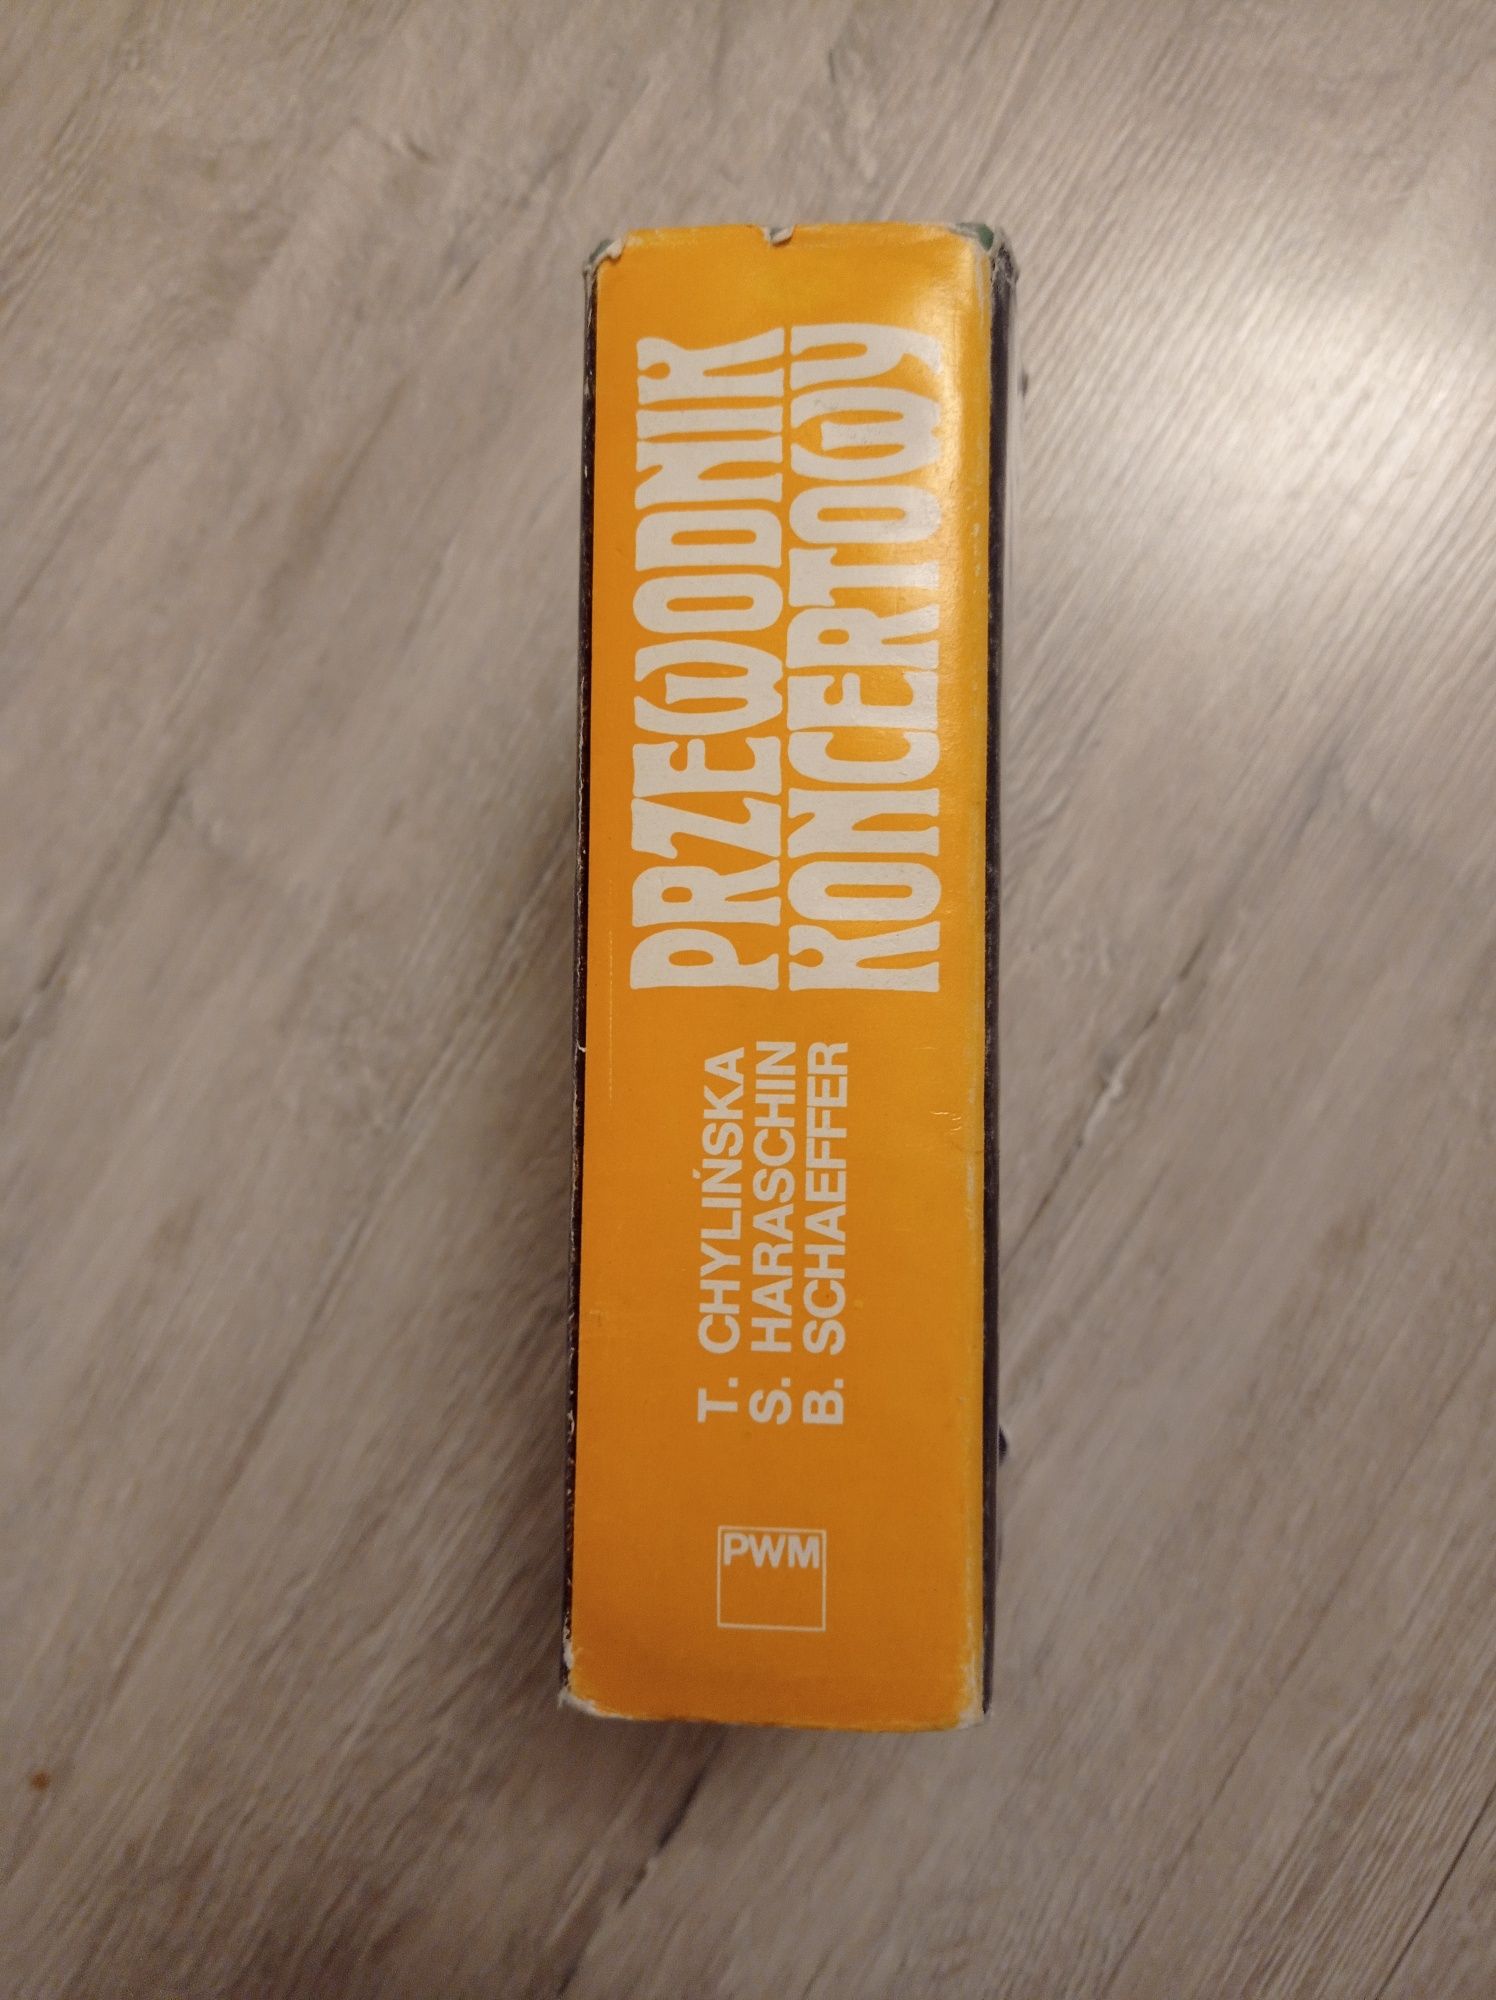 PRZEWODNIK
KONCERTOWY
T. CHYLIŃSKA
S. HARASCHIN
B. SCHAEFFER
PWM